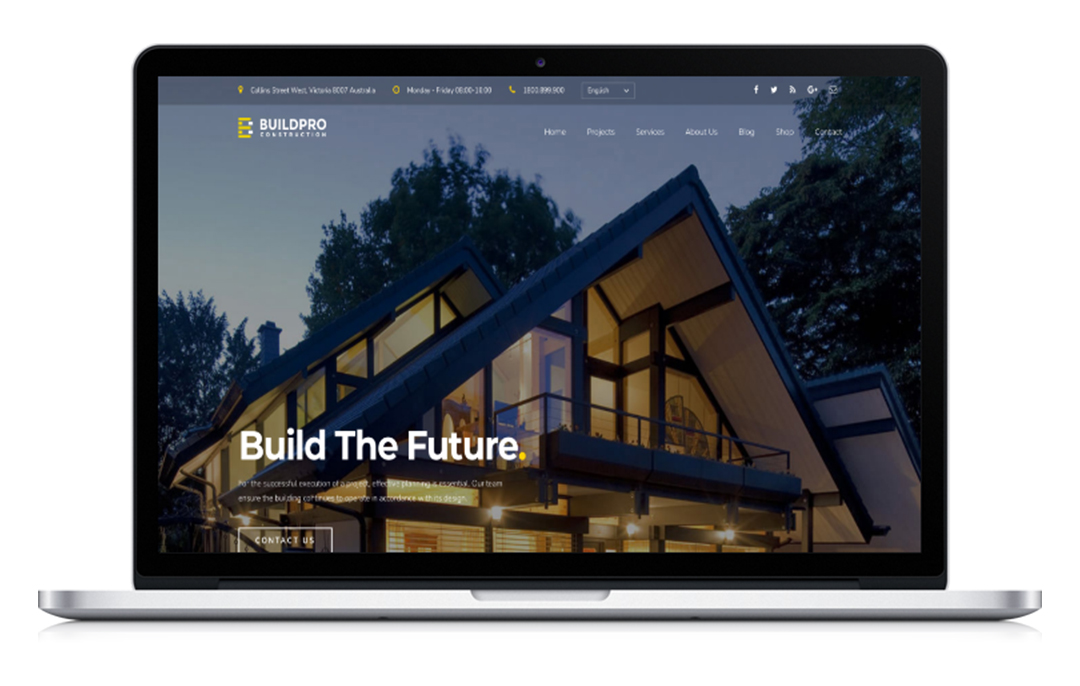 Collins Street West, Victoria 8007 Australia
Monday - Friday 08:00-18:00
1800.899.900
English
BUILDPRO
CONSTRUCTION
Home Projects Services About Us Blog Shop Contact
Build The Future.
For the successful execution of a project, effective planning is essential. Our team
ensure the building continues to operate in accordance with its design.
CONTACT US